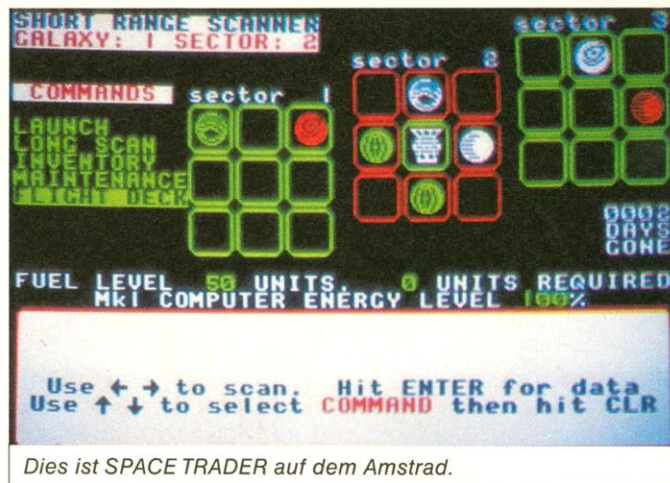 SHORT RANGE SCANNER
GALAXY: 1 SECTOR: 2
COMMANDS
LAUNCH
LONG SCAN
INVENTORY
MAINTENANCE
FLIGHT DECK
sector 1
sector 2
sector 3
0002
DAYS
GONE
FUEL LEVEL 50 UNITS. 0 UNITS REQUIRED
MkI COMPUTER ENERGY LEVEL 100%
Use ← → to scan. Hit ENTER for data
Use ↑ ↓ to select COMMAND then hit CLR
Dies ist SPACE TRADER auf dem Amstrad.